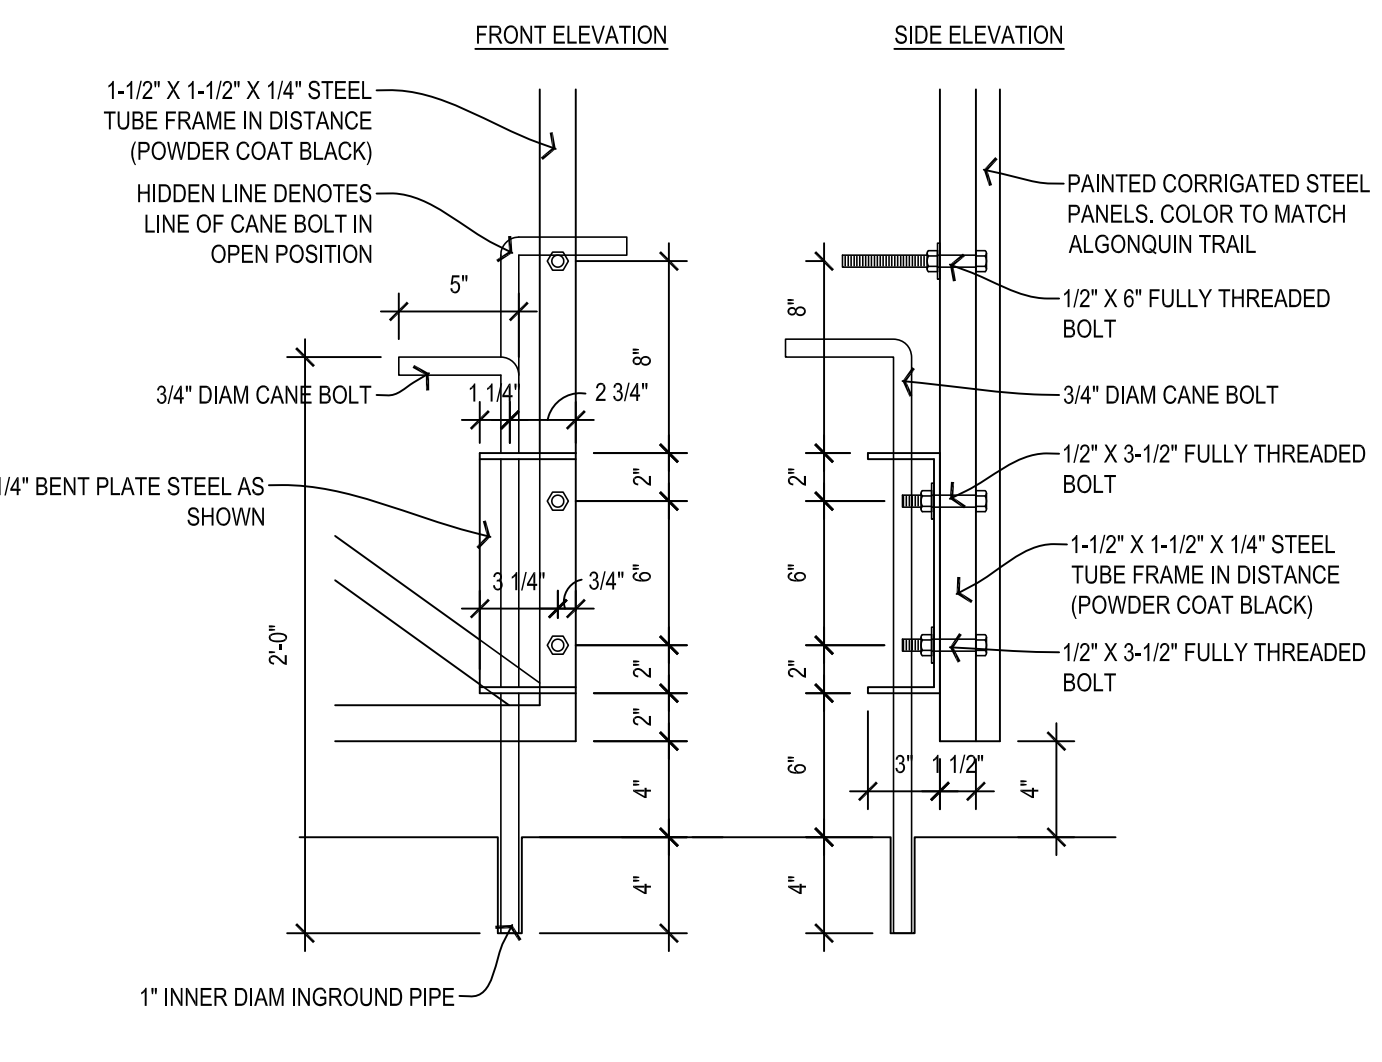 FRONT ELEVATION
SIDE ELEVATION
1-1/2" X 1-1/2" X 1/4" STEEL
TUBE FRAME IN DISTANCE
(POWDER COAT BLACK)
HIDDEN LINE DENOTES
LINE OF CANE BOLT IN
OPEN POSITION
5"
3/4" DIAM CANE BOLT
1 1/4"
2 3/4"
1/4" BENT PLATE STEEL AS
SHOWN
3 1/4"
3/4"
2'-0"
8"
2"
6"
2"
2"
4"
4"
1" INNER DIAM INGROUND PIPE
PAINTED CORRIGATED STEEL
PANELS. COLOR TO MATCH
ALGONQUIN TRAIL
1/2" X 6" FULLY THREADED
BOLT
3/4" DIAM CANE BOLT
1/2" X 3-1/2" FULLY THREADED
BOLT
1-1/2" X 1-1/2" X 1/4" STEEL
TUBE FRAME IN DISTANCE
(POWDER COAT BLACK)
1/2" X 3-1/2" FULLY THREADED
BOLT
8"
2"
6"
2"
6"
4"
3"
1 1/2"
4"